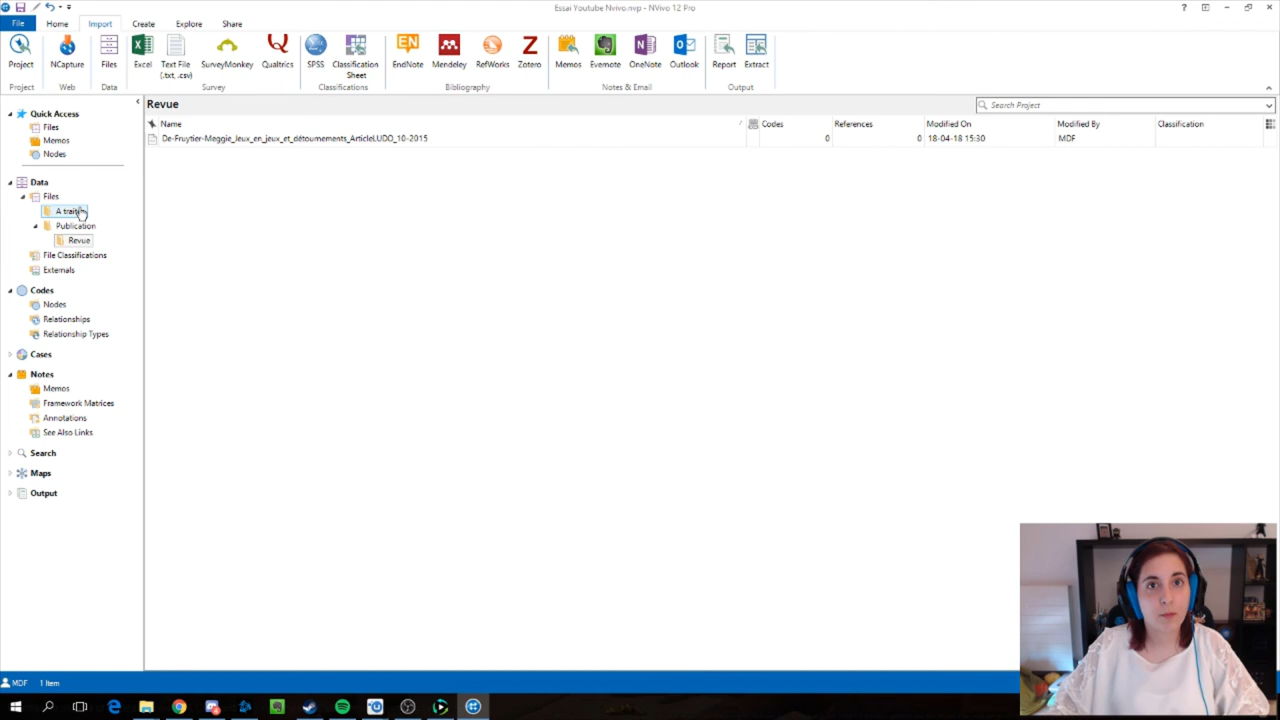 Essai Youtube Nvivo.nvp - NVivo 12 Pro
File Home Import Create Explore Share
Project NCapture Files Excel Text File (.txt, .csv) SurveyMonkey Qualtrics SPSS Classification Sheet EndNote Mendeley RefWorks Zotero Memos Evernote OneNote Outlook Report Extract
Project Web Data Survey Classifications Bibliography Notes & Email Output
Quick Access
Files
Memos
Nodes
Data
Files
Publication
Revue
File Classifications
Externals
Codes
Nodes
Relationships
Relationship Types
Cases
Notes
Memos
Framework Matrices
Annotations
See Also Links
Search
Maps
Output
Revue
Search Project
Name Codes References Modified On Modified By Classification
De-Fruytier-Meggie_Jeux_en_jeux_et_détournements_ArticleLUDO_10-2015 0 0 18-04-18 15:30 MDF
MDF 1 Item